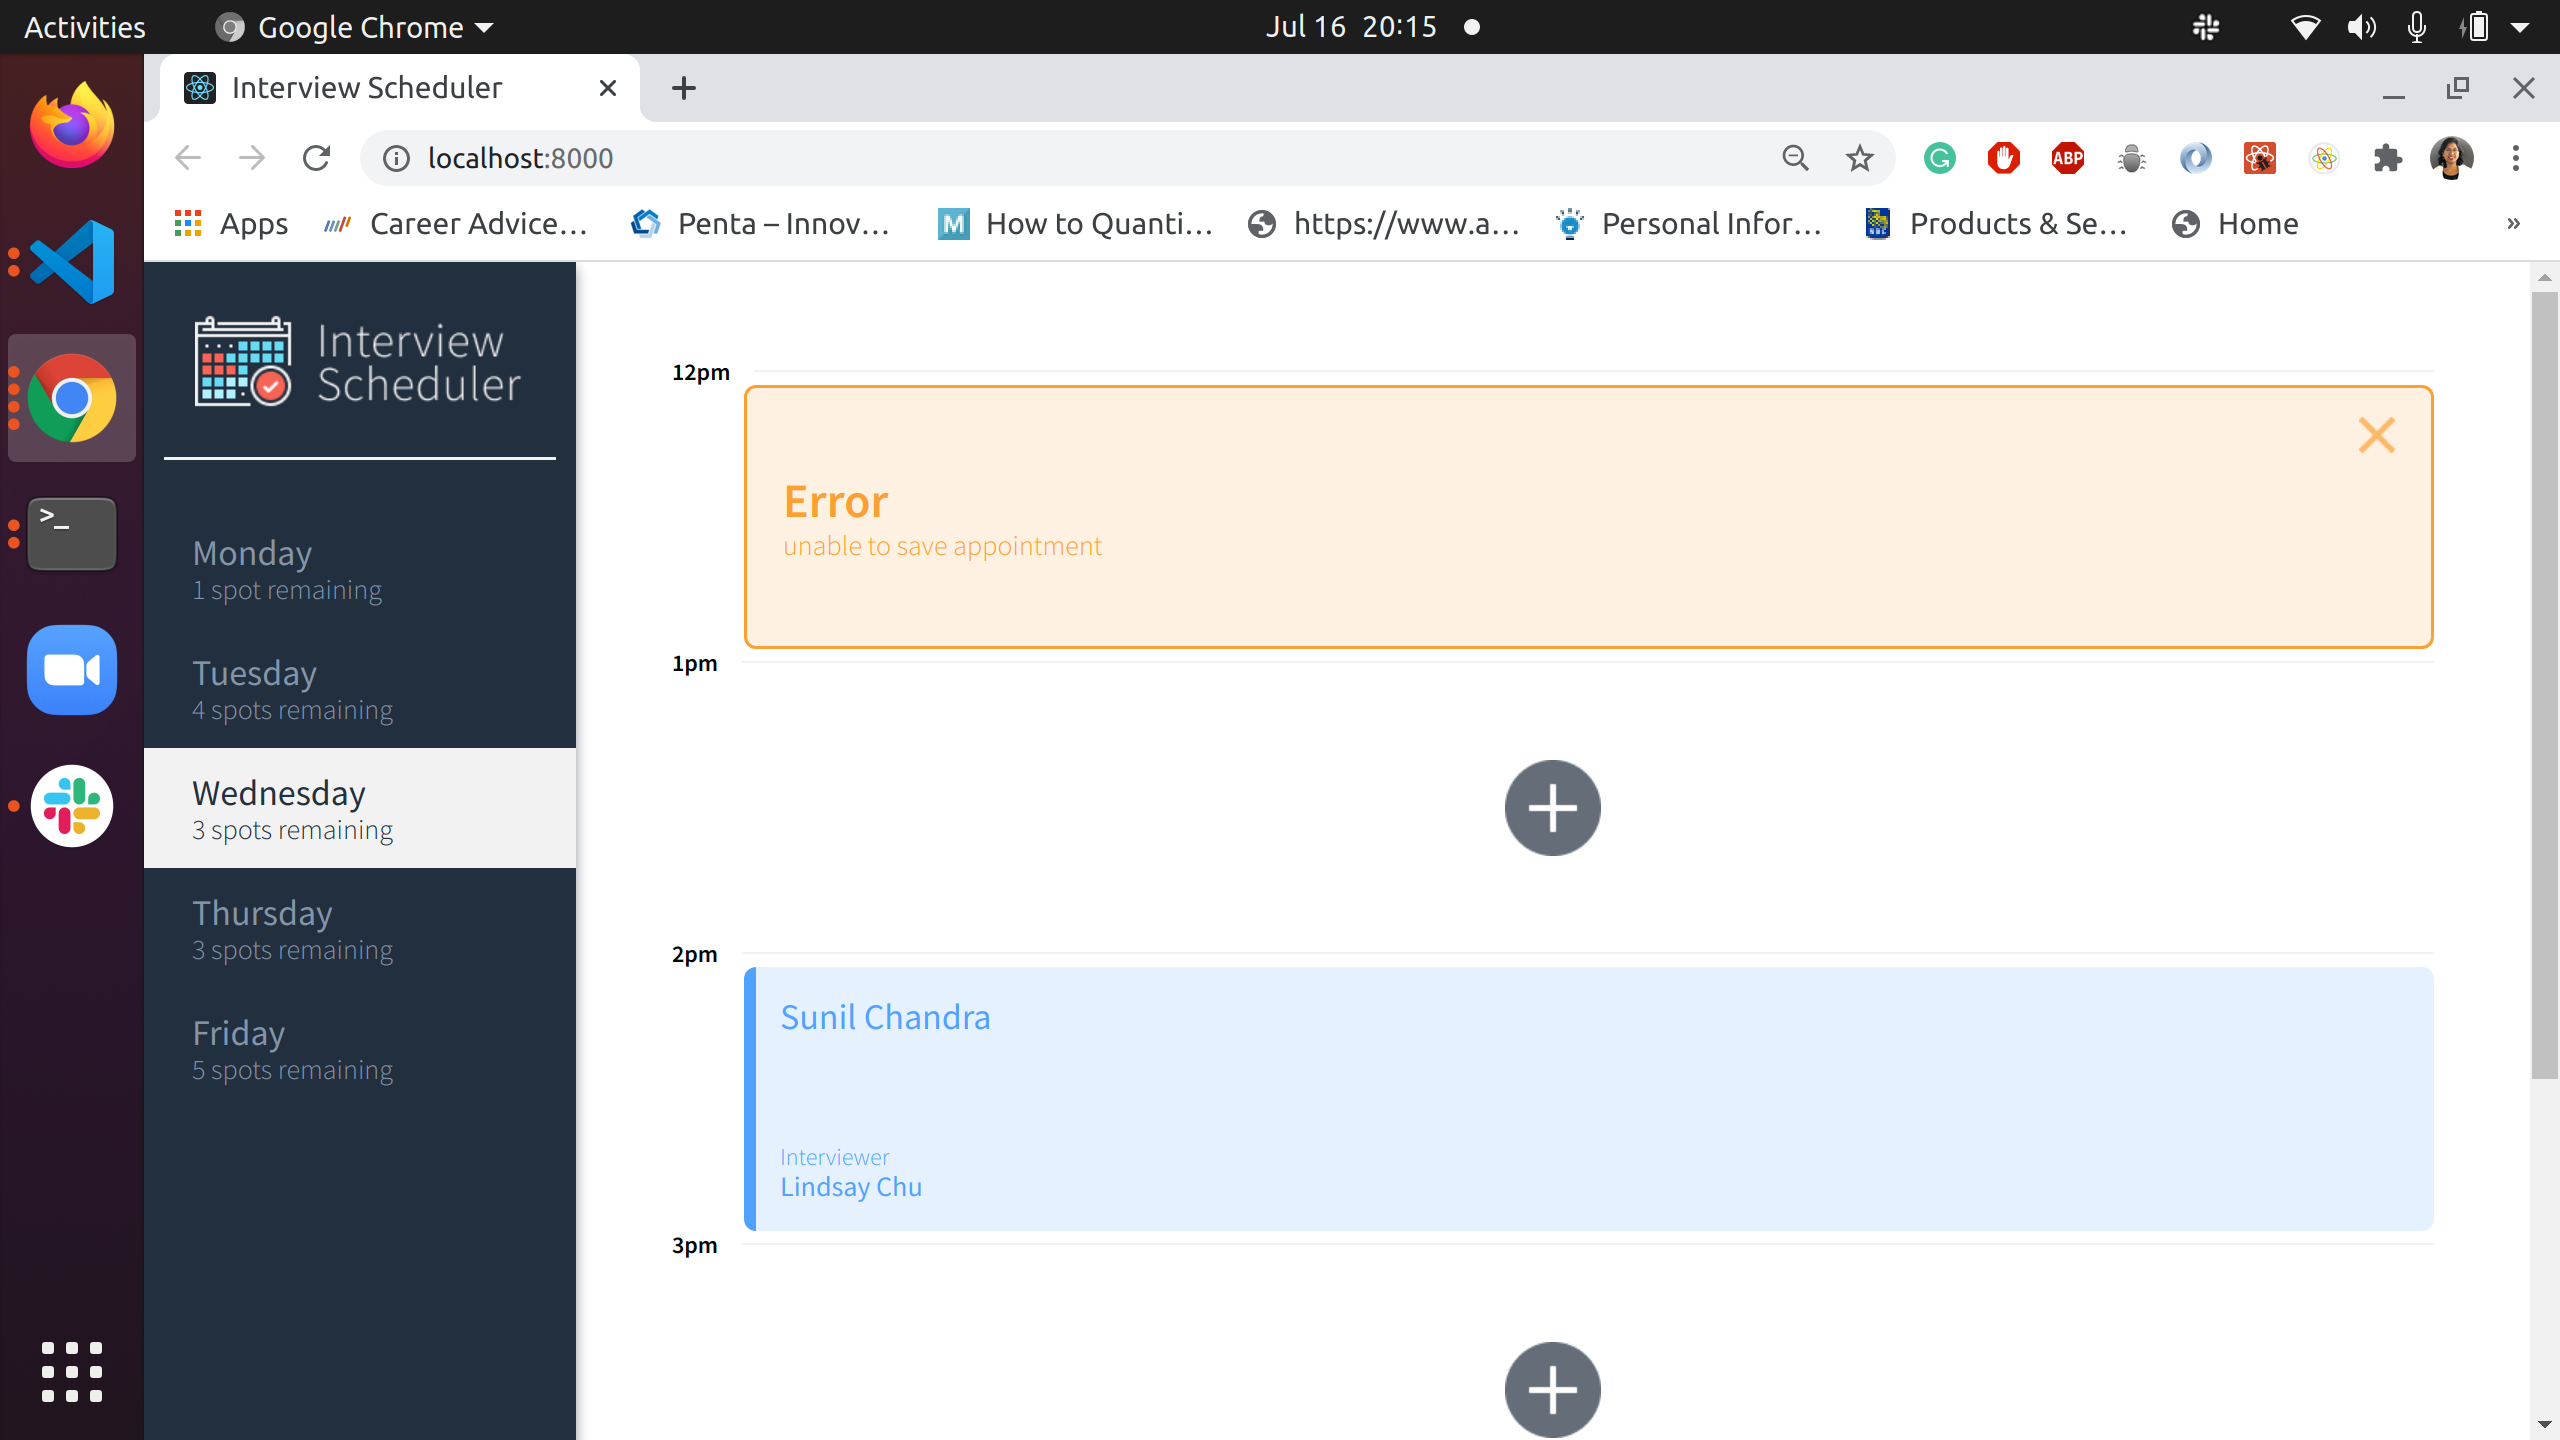 Activities
Google Chrome
Jul 16 20:15
Interview Scheduler
localhost:8000
ABP
Apps
Career Advice...
Penta – Innov...
M
How to Quanti...
https://www.a...
Personal Infor...
Products & Se...
Home
»
Interview
Scheduler
Monday
1 spot remaining
Tuesday
4 spots remaining
Wednesday
3 spots remaining
Thursday
3 spots remaining
Friday
5 spots remaining
12pm
Error
unable to save appointment
1pm
2pm
Sunil Chandra
Interviewer
Lindsay Chu
3pm